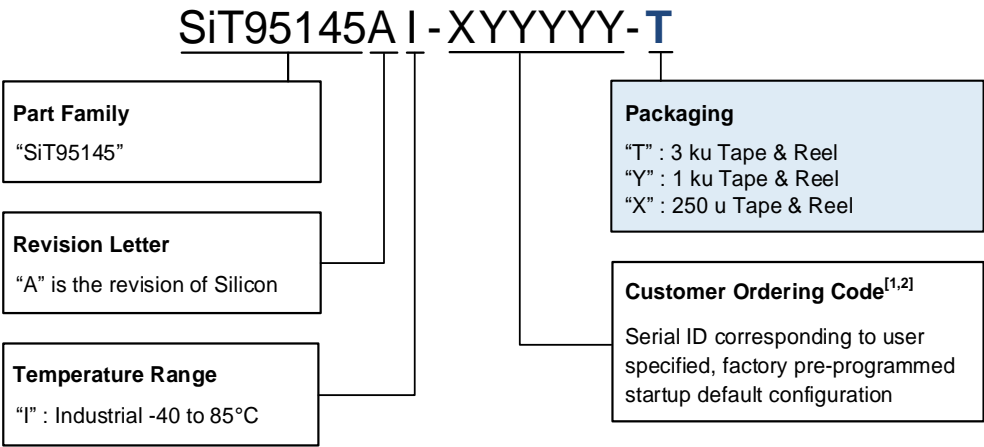 SiT95145AI-XYYYYY-T
Part Family
“SiT95145”
Revision Letter
“A” is the revision of Silicon
Temperature Range
“I” : Industrial -40 to 85°C
Packaging
“T” : 3 ku Tape & Reel
“Y” : 1 ku Tape & Reel
“X” : 250 u Tape & Reel
Customer Ordering Code[1,2]
Serial ID corresponding to user
specified, factory pre-programmed
startup default configuration